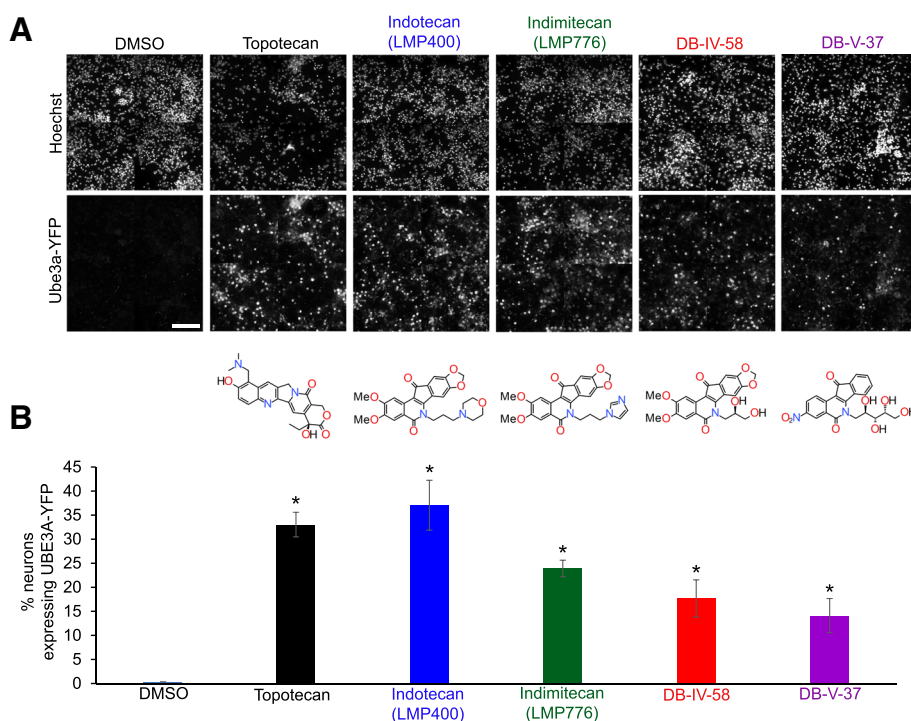 A
DMSO
Topotecan
Indotecan
(LMP400)
Indimitecan
(LMP776)
DB-IV-58
DB-V-37
Hoechst
Ube3a-YFP
N
HO
N
N
O
O
O
OH
O
O
O
MeO
MeO
N
N
O
O
O
O
O
MeO
MeO
N
N
N
O
O
O
O
MeO
MeO
N
OH
OH
O
O
O₂N
N
O
OH
OH
OH
OH
B
% neurons
expressing UBE3A-YFP
45
40
35
30
25
20
15
10
5
0
*
*
*
*
*
DMSO
Topotecan
Indotecan
(LMP400)
Indimitecan
(LMP776)
DB-IV-58
DB-V-37